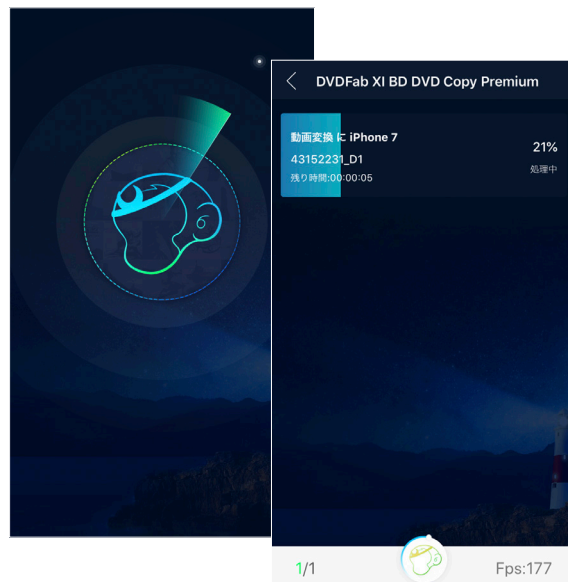 DVDFab XI BD DVD Copy Premium
動画変換 に iPhone 7
21%
43152231_D1
処理中
残り時間:00:00:05
1/1
Fps:177